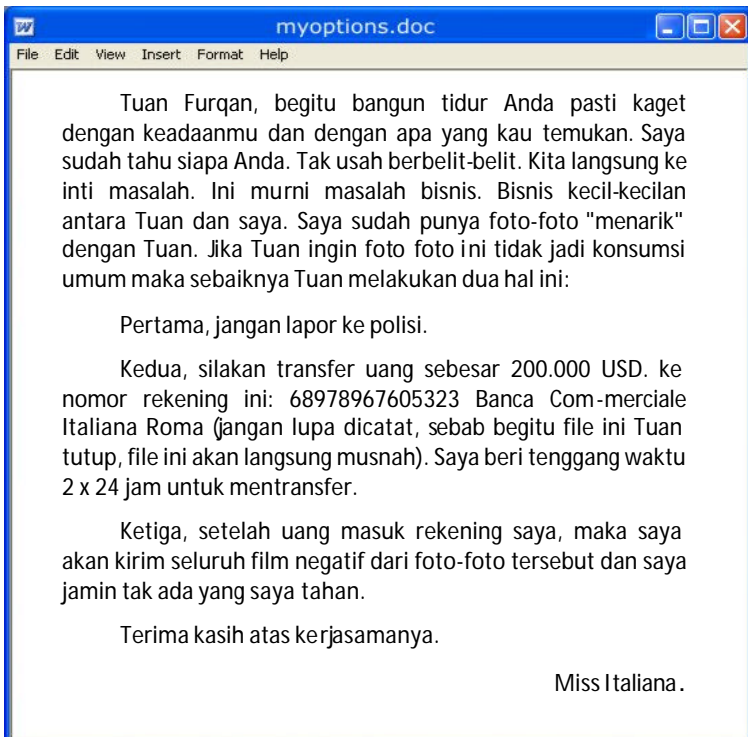 myoptions.doc
File Edit View Insert Format Help
Tuan Furqan, begitu bangun tidur Anda pasti kaget
dengan keadaanmu dan dengan apa yang kau temukan. Saya
sudah tahu siapa Anda. Tak usah berbelit-belit. Kita langsung ke
inti masalah. Ini murni masalah bisnis. Bisnis kecil-kecilan
antara Tuan dan saya. Saya sudah punya foto-foto "menarik"
dengan Tuan. Jika Tuan ingin foto foto ini tidak jadi konsumsi
umum maka sebaiknya Tuan melakukan dua hal ini:
Pertama, jangan lapor ke polisi.
Kedua, silakan transfer uang sebesar 200.000 USD. ke
nomor rekening ini: 68978967605323 Banca Com-merciale
Italiana Roma (jangan lupa dicatat, sebab begitu file ini Tuan
tutup, file ini akan langsung musnah). Saya beri tenggang waktu
2 x 24 jam untuk mentransfer.
Ketiga, setelah uang masuk rekening saya, maka saya
akan kirim seluruh film negatif dari foto-foto tersebut dan saya
jamin tak ada yang saya tahan.
Terima kasih atas kerjasamanya.
Miss Italiana.